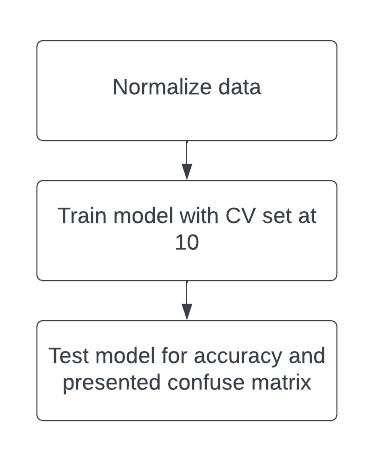 Normalize data
Train model with CV set at
10
Test model for accuracy and
presented confuse matrix